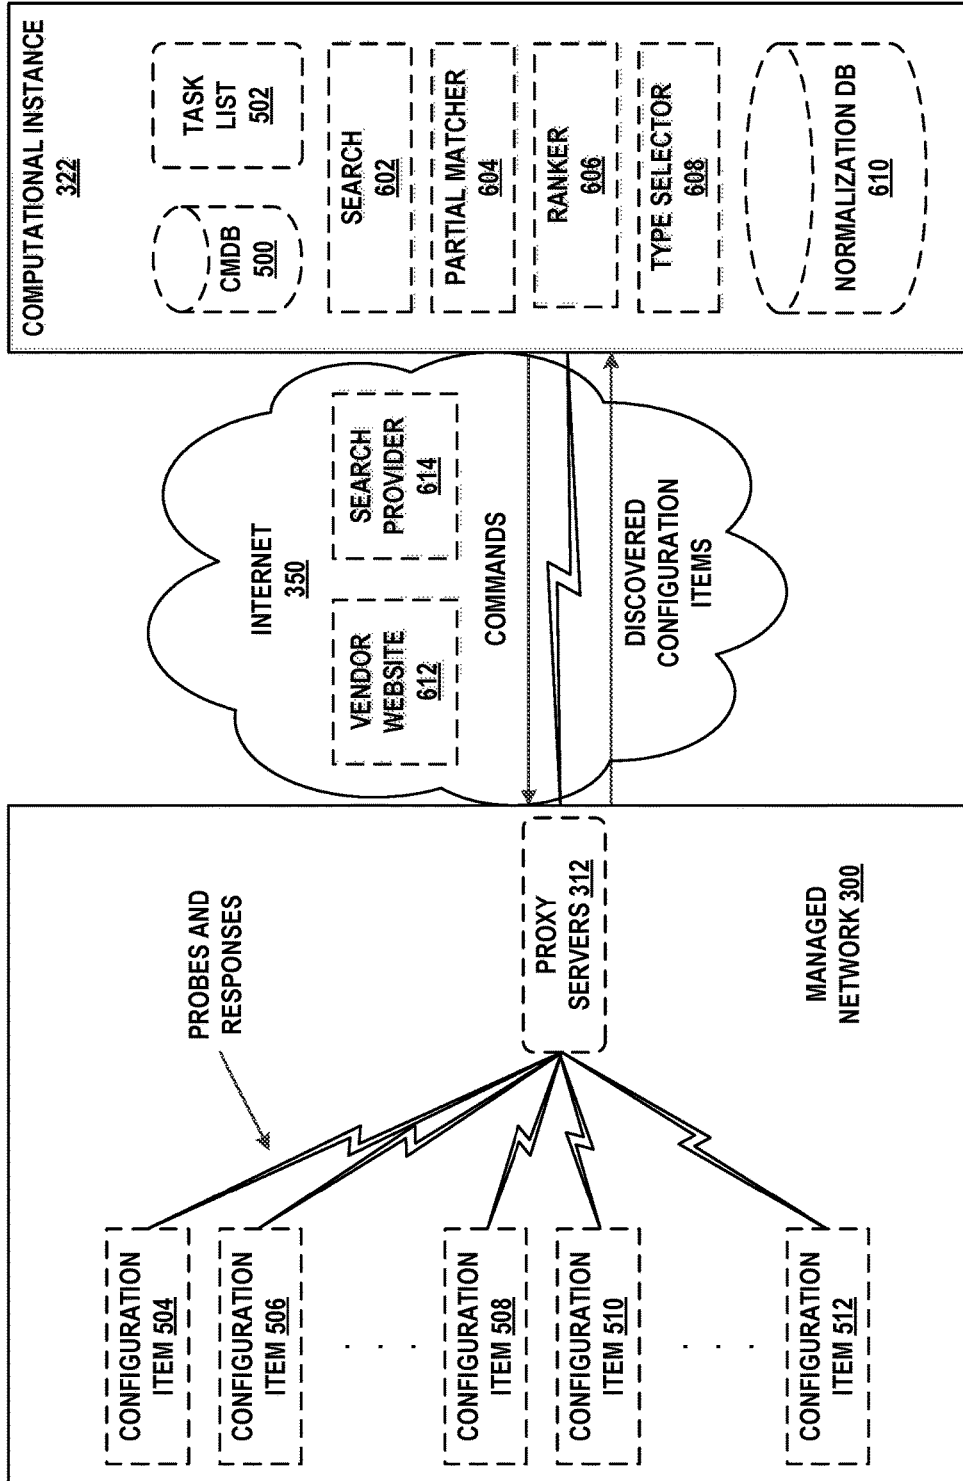 COMPUTATIONAL INSTANCE
322
CMDB
500
TASK
LIST
502
SEARCH
602
PARTIAL MATCHER
604
RANKER
606
TYPE SELECTOR
608
NORMALIZATION DB
610
INTERNET
350
VENDOR
WEBSITE
612
SEARCH
PROVIDER
614
COMMANDS
DISCOVERED
CONFIGURATION
ITEMS
PROBES AND
RESPONSES
PROXY
SERVERS 312
MANAGED
NETWORK 300
CONFIGURATION
ITEM 504
CONFIGURATION
ITEM 506
CONFIGURATION
ITEM 508
CONFIGURATION
ITEM 510
CONFIGURATION
ITEM 512